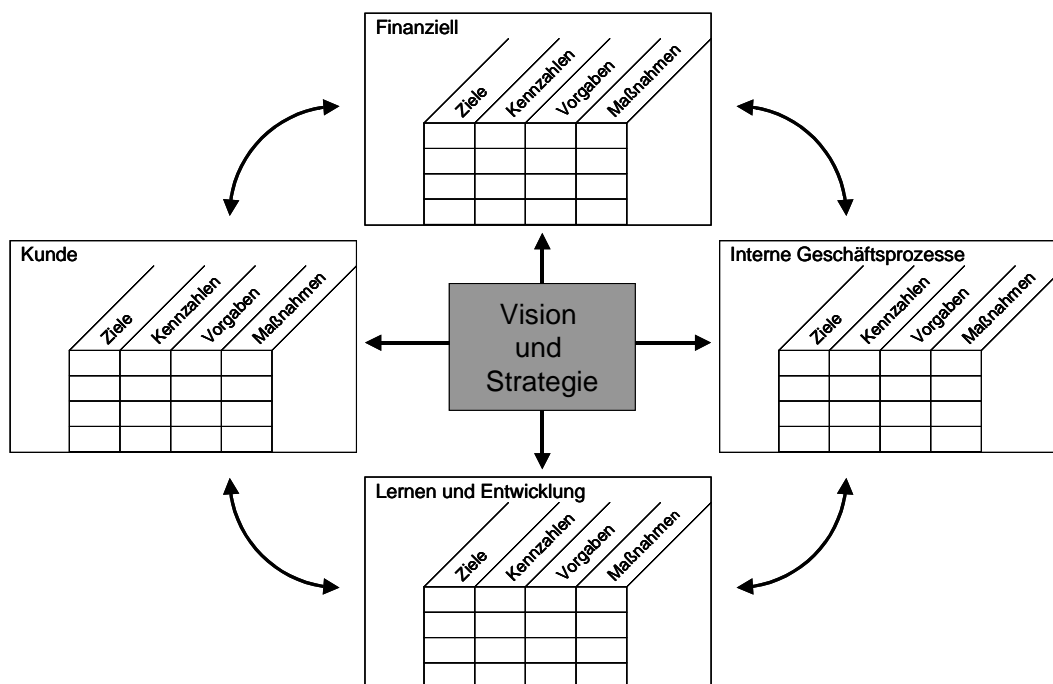 Finanziell
Ziele
Kennzahlen
Vorgaben
Maßnahmen
Kunde
Ziele
Kennzahlen
Vorgaben
Maßnahmen
Vision
und
Strategie
Interne Geschäftsprozesse
Ziele
Kennzahlen
Vorgaben
Maßnahmen
Lernen und Entwicklung
Ziele
Kennzahlen
Vorgaben
Maßnahmen